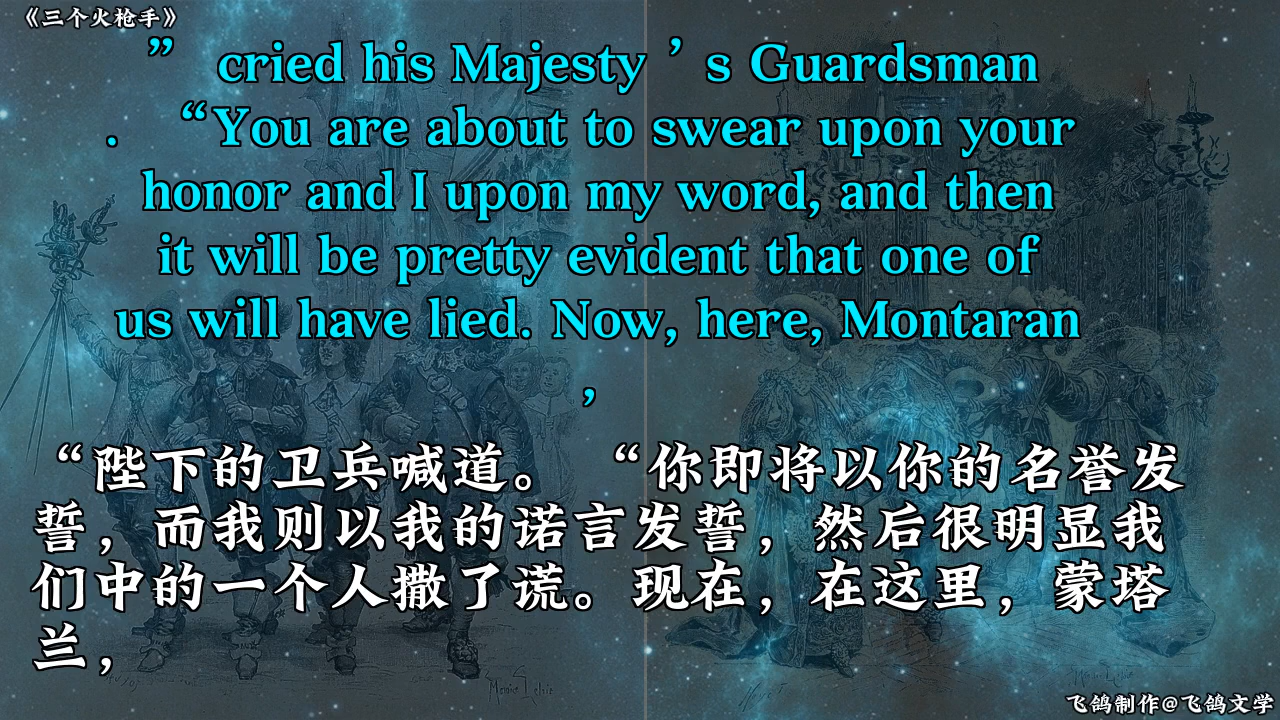 《三个火枪手》
” cried his Majesty ’ s Guardsman
. “You are about to swear upon your
honor and I upon my word, and then
it will be pretty evident that one of
us will have lied. Now, here, Montaran
,
“陛下的卫兵喊道。 “你即将以你的名誉发
誓，而我则以我的诺言发誓，然后很明显我
们中的一个人撒了谎。现在，在这里，蒙塔
兰，
飞鸽制作@飞鸽文学